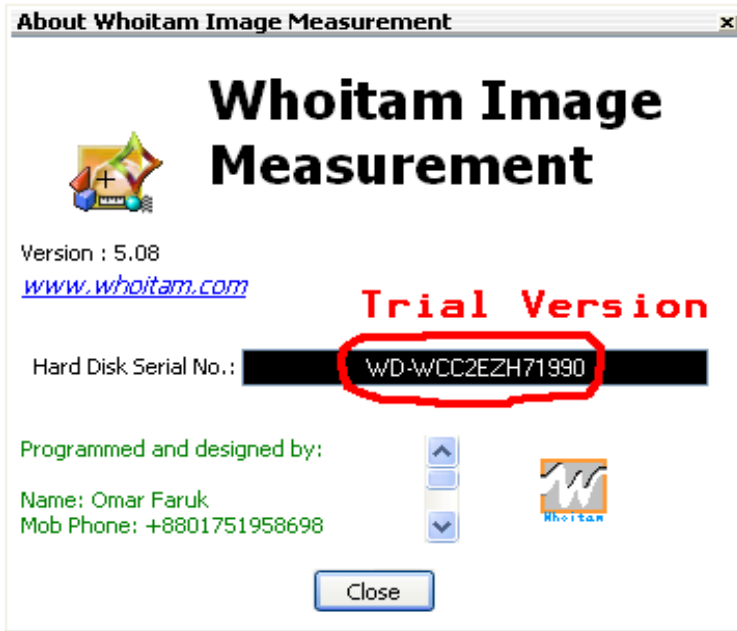 About Whoitam Image Measurement
Whoitam Image
Measurement
Version : 5.08
www.whoitam.com
Trial Version
Hard Disk Serial No.: WD-WCC2EZH71990
Programmed and designed by:
Name: Omar Faruk
Mob Phone: +8801751958698
Whoitam
Close